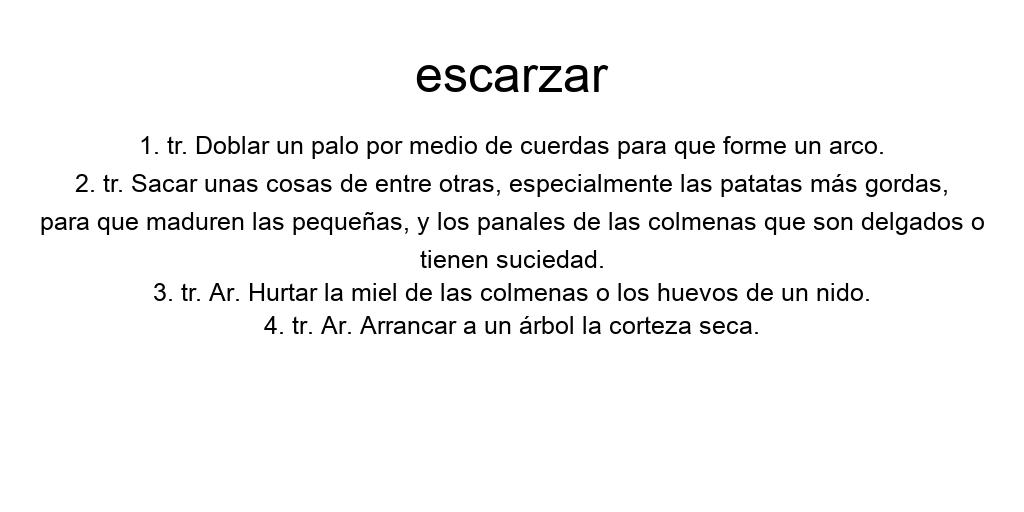 escarzar
1. tr. Doblar un palo por medio de cuerdas para que forme un arco.
2. tr. Sacar unas cosas de entre otras, especialmente las patatas más gordas,
para que maduren las pequeñas, y los panales de las colmenas que son delgados o
tienen suciedad.
3. tr. Ar. Hurtar la miel de las colmenas o los huevos de un nido.
4. tr. Ar. Arrancar a un árbol la corteza seca.